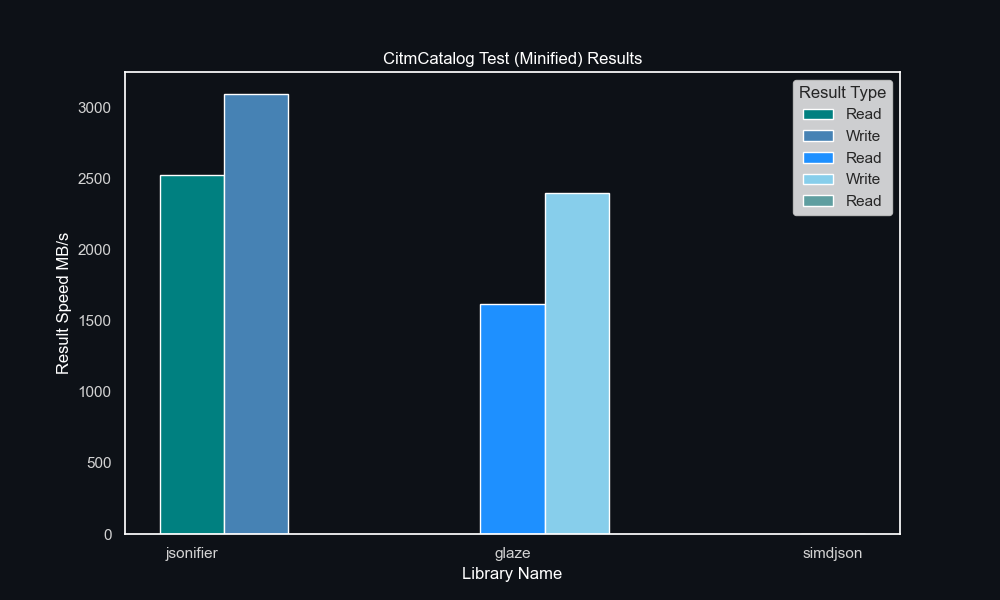 CitmCatalog Test (Minified) Results
Result Type
Read
Write
Read
Write
Read
Result Speed MB/s
3000
2500
2000
1500
1000
500
0
jsonifier
glaze
simdjson
Library Name